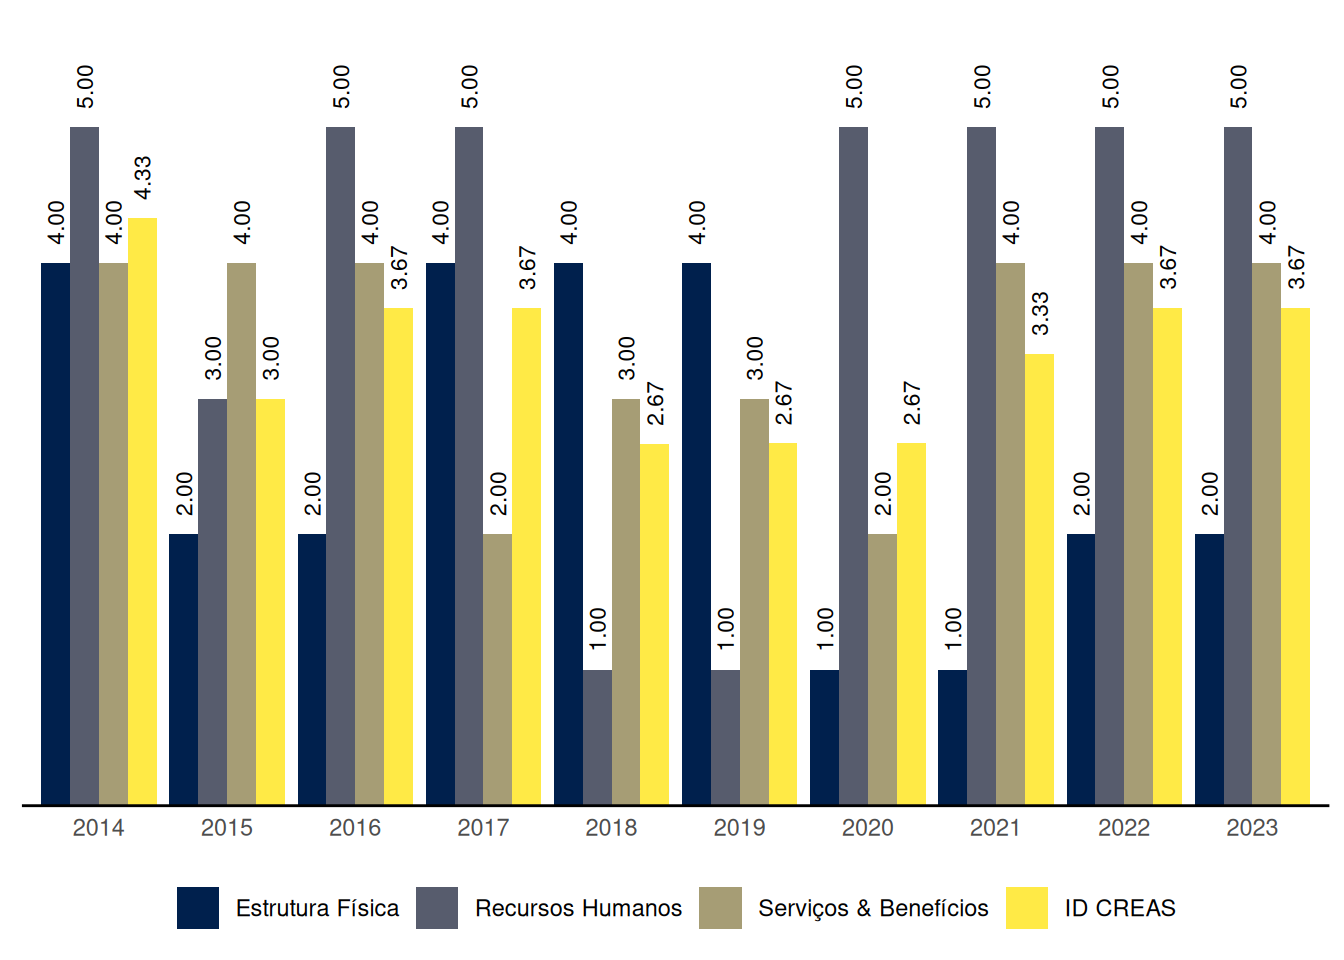 5.00 5.00 5.00 5.00 5.00 5.00 5.00
4.33
4.00 4.00 4.00 4.00 4.00 4.00 4.00 4.00 4.00 4.00
3.67 3.67 3.67 3.67
3.33
3.00 3.00 3.00 3.00
2.67 2.67 2.67
2.00 2.00 2.00 2.00 2.00 2.00
1.00 1.00 1.00 1.00
2014 2015 2016 2017 2018 2019 2020 2021 2022 2023
Estrutura Física Recursos Humanos Serviços & Benefícios ID CREAS